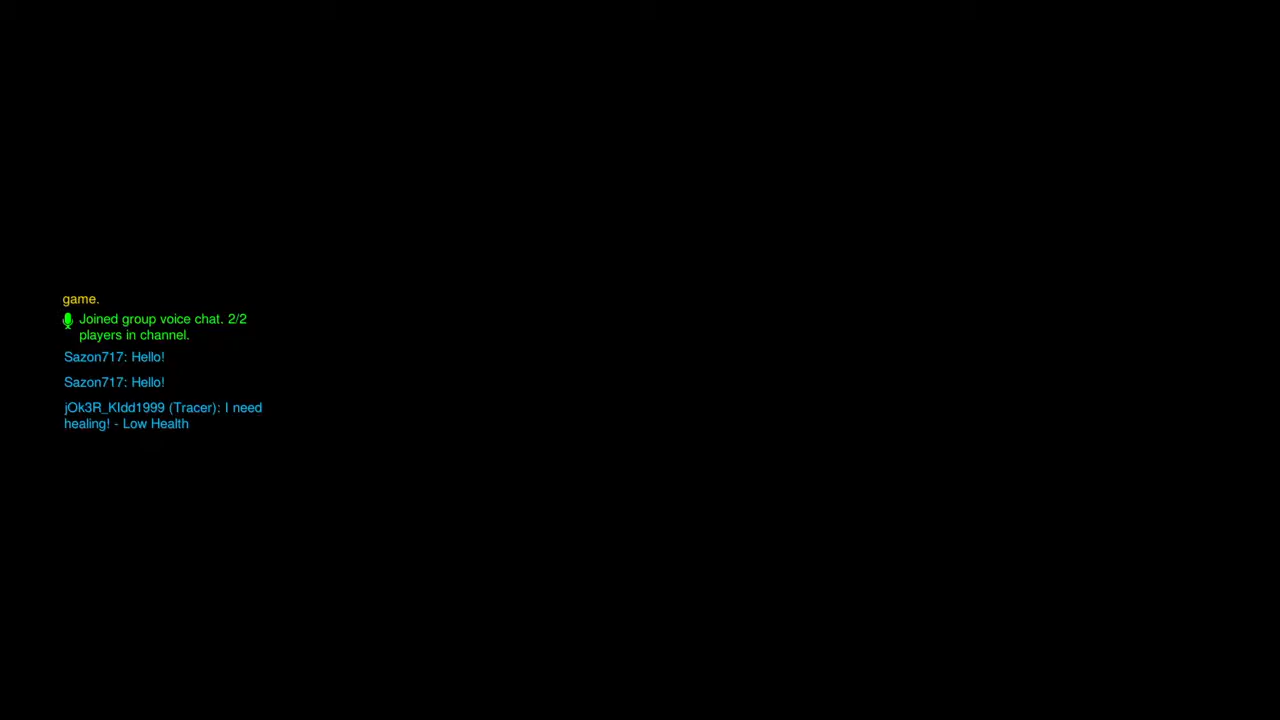 game.
Joined group voice chat. 2/2
players in channel.
Sazon717: Hello!
Sazon717: Hello!
jOk3R_KIdd1999 (Tracer): I need
healing! - Low Health